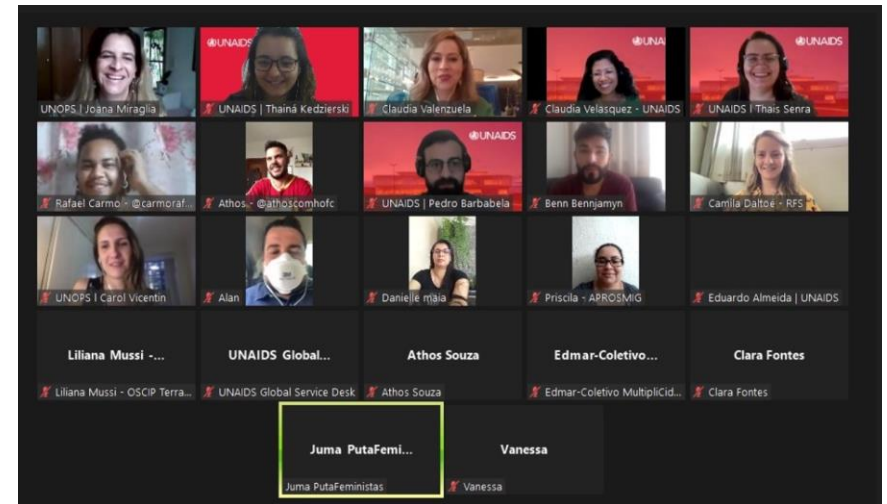 UNAIDS
UNAIDS
UNAIDS
UNOPS | Joana Miraglia
UNAIDS | Thainá Kedzierski
Claudia Valenzuela
Claudia Velasquez - UNAIDS
UNAIDS | Thais Senra
UNAIDS
Rafael Carmo - @carmoraf...
Athos - @athoscomhofc
UNAIDS | Pedro Barbabela
Benn Bennjamyn
Camila Daltoé - RFS
UNOPS | Carol Vicentin
Alan
Danielle maia
Priscila - APROSMIG
Eduardo Almeida | UNAIDS
Liliana Mussi -...
UNAIDS Global...
Athos Souza
Edmar-Coletivo...
Clara Fontes
Liliana Mussi - OSCIP Terra...
UNAIDS Global Service Desk
Athos Souza
Edmar-Coletivo MultipliCid...
Clara Fontes
Juma PutaFemi...
Vanessa
Juma PutaFeministas
Vanessa